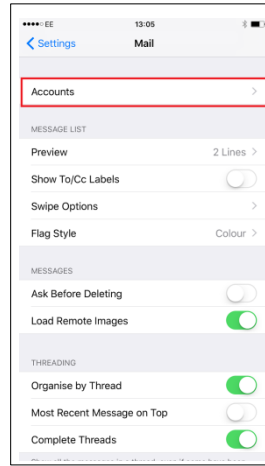 EE 13:05
Settings Mail
Accounts
MESSAGE LIST
Preview 2 Lines
Show To/Cc Labels
Swipe Options
Flag Style Colour
MESSAGES
Ask Before Deleting
Load Remote Images
THREADING
Organise by Thread
Most Recent Message on Top
Complete Threads